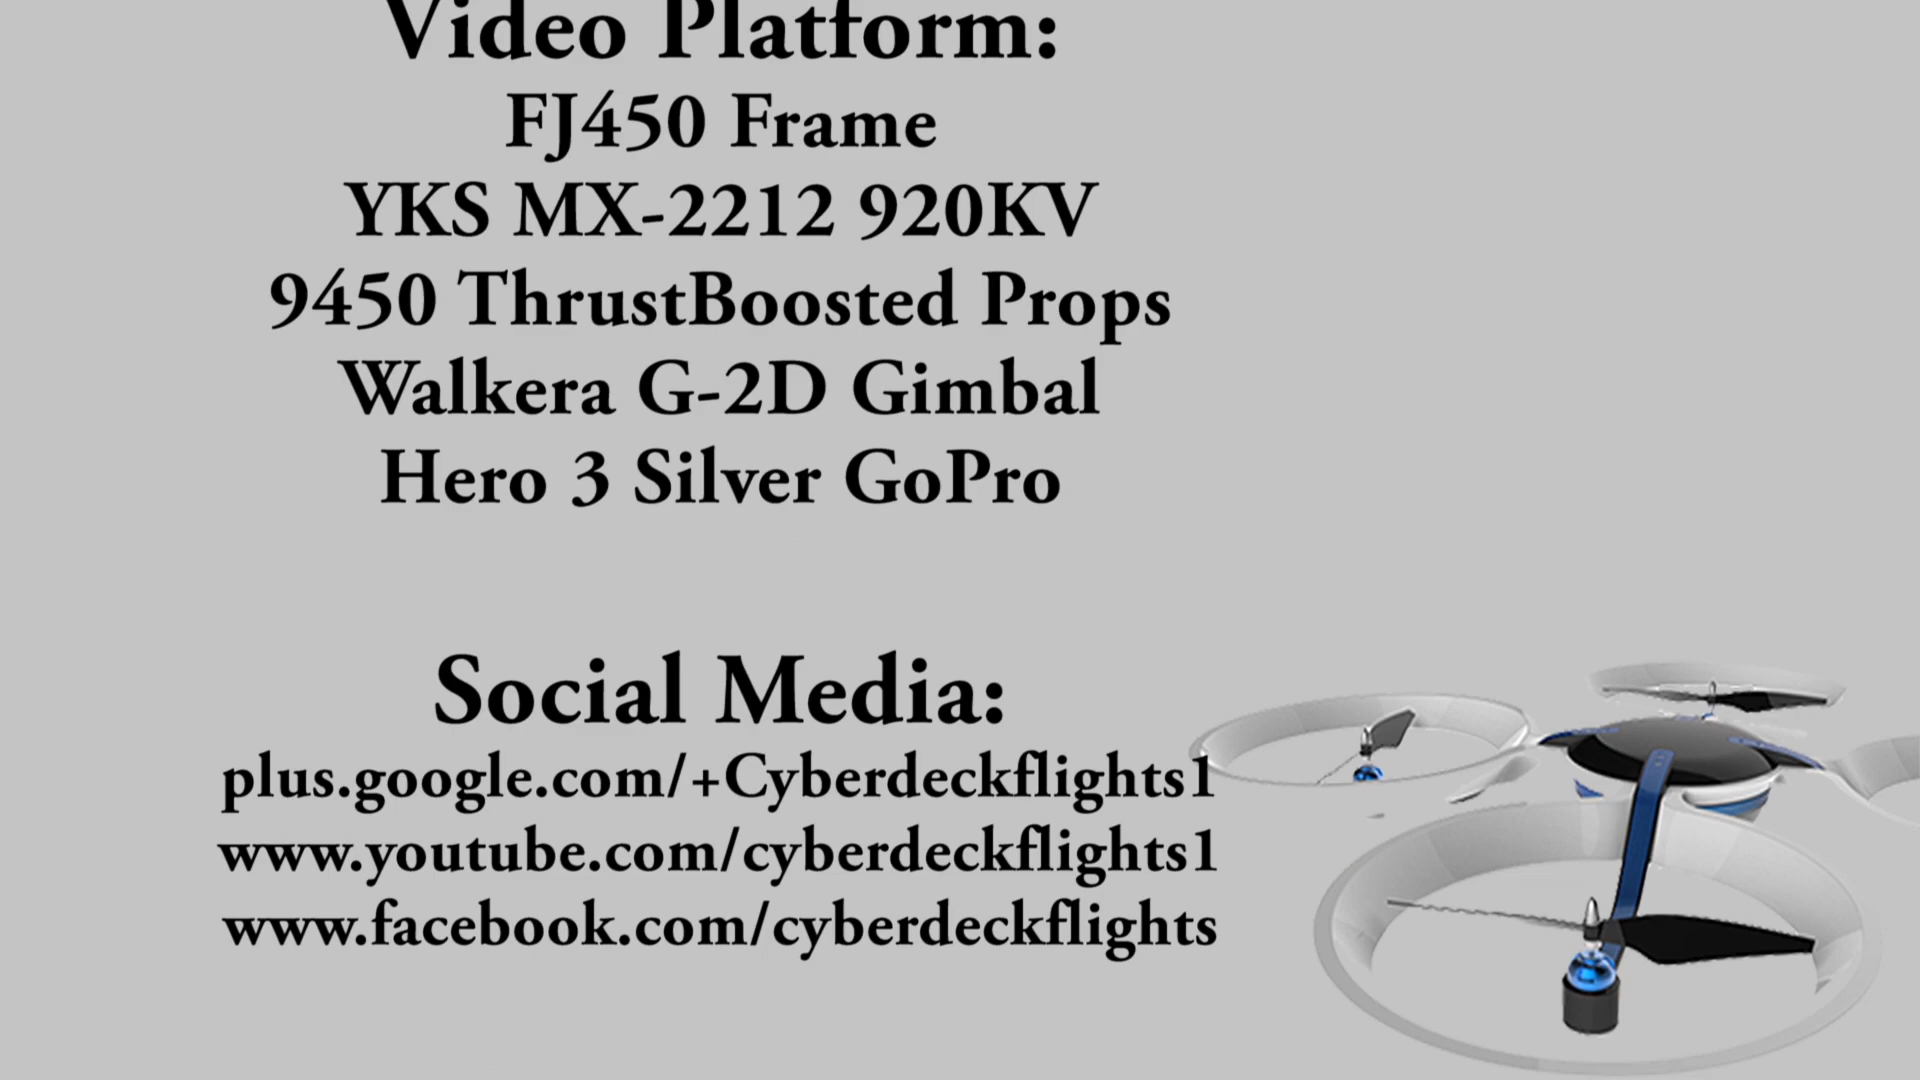 Video Platform:
FJ450 Frame
YKS MX-2212 920KV
9450 ThrustBoosted Props
Walkera G-2D Gimbal
Hero 3 Silver GoPro
Social Media:
plus.google.com/+Cyberdeckflights1
www.youtube.com/cyberdeckflights1
www.facebook.com/cyberdeckflights